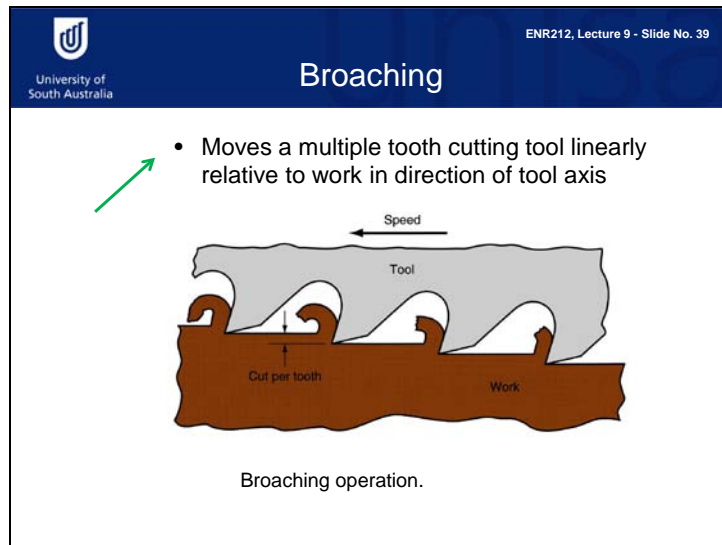 ENR212, Lecture 9 - Slide No. 39
University of
South Australia
Broaching
• Moves a multiple tooth cutting tool linearly
relative to work in direction of tool axis
Speed
Tool
Cut per tooth
Work
Broaching operation.